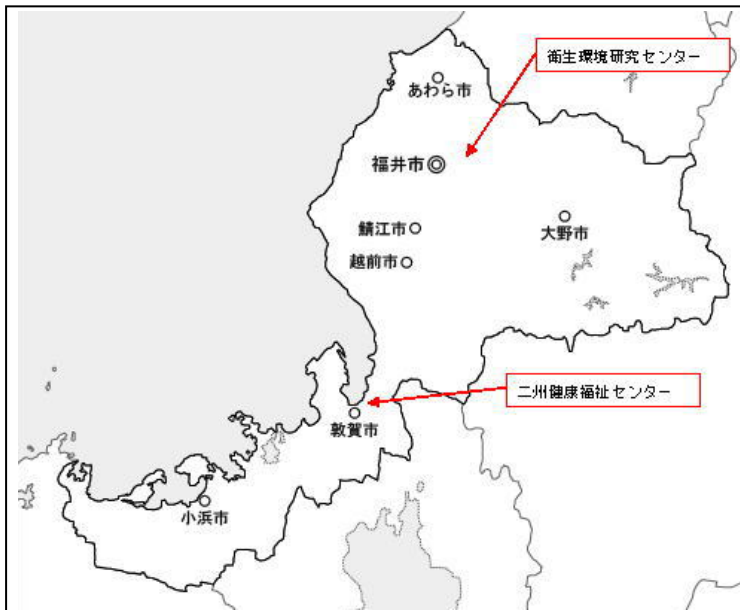 衛生環境研究センター
あわら市
福井市
鯖江市
大野市
越前市
二州健康福祉センター
敦賀市
小浜市